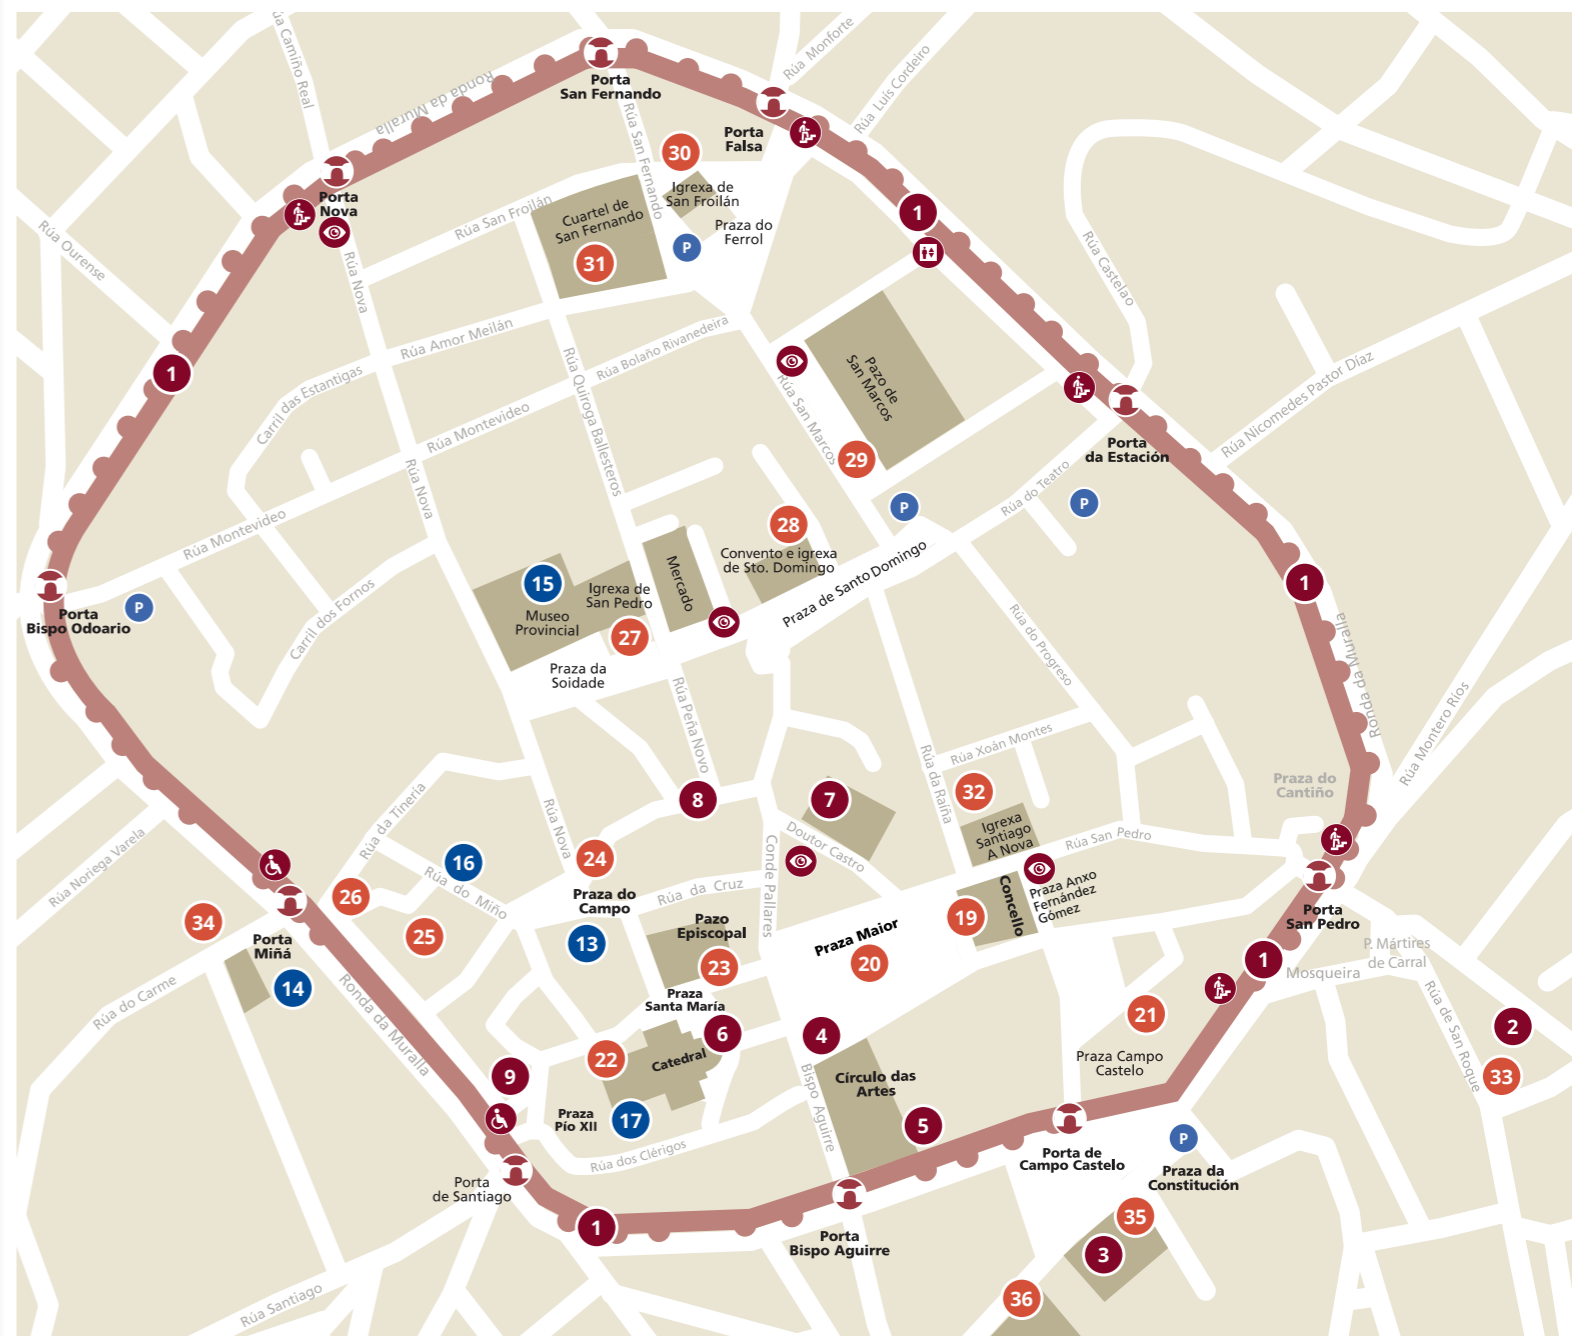 Rúa Camiño Real
Ronda da Muralla
Porta
San Fernando
Rúa Monforte
Rúa Luís Cordeiro
Porta
Falsa
Rúa San Fernando
30
Igrexa de
San Froilán
Praza do
Ferrol
P
Cuartel de
San Fernando
31
Rúa San Froilán
Porta
Nova
Rúa Ourense
Rúa Nova
1
1
Rúa Castelao
Rúa Amor Meilán
Rúa Bolaño Rivanedeira
Carril das Estantigas
Rúa Quiroga Ballesteros
Rúa Montevideo
Rúa San Marcos
Pazo de
San Marcos
29
Rúa Nicomedes Pastor Díaz
Porta
da Estación
Rúa do Teatro
P
P
Rúa Nova
Rúa Montevideo
28
Convento e igrexa
de Sto. Domingo
Praza de Santo Domingo
Mercado
15
Museo
Provincial
Igrexa de
San Pedro
27
Praza da
Soidade
1
Porta
Bispo Odoario
P
Carril dos Fornos
Rúa do Progreso
Ronda da Muralla
Rúa Montero Ríos
Rúa Peña Novo
Rúa Xoán Montes
Rúa da Raíña
Praza do
Cantiño
8
7
32
Igrexa
Santiago
A Nova
Rúa San Pedro
Doutor Castro
Conde Pallares
Rúa Nova
Rúa da Tinería
Rúa Noriega Varela
16
Rúa do Miño
24
Praza do
Campo
Rúa da Cruz
26
34
25
13
Pazo
Episcopal
23
Praza
Santa María
Praza Maior
20
19
Concello
Praza Anxo
Fernández
Gómez
Porta
San Pedro
1
P. Mártires
de Carral
Mosqueira
Rúa de San Roque
2
33
Porta
Miñá
14
Rúa do Carme
Ronda da Muralla
21
Praza Campo
Castelo
6
4
22
Catedral
9
Praza
Pío XII
17
Círculo das
Artes
5
Bispo Aguirre
Rúa dos Clérigos
Porta de
Campo Castelo
P
Praza da
Constitución
Porta
de Santiago
1
Porta
Bispo Aguirre
35
3
36
Rúa Santiago